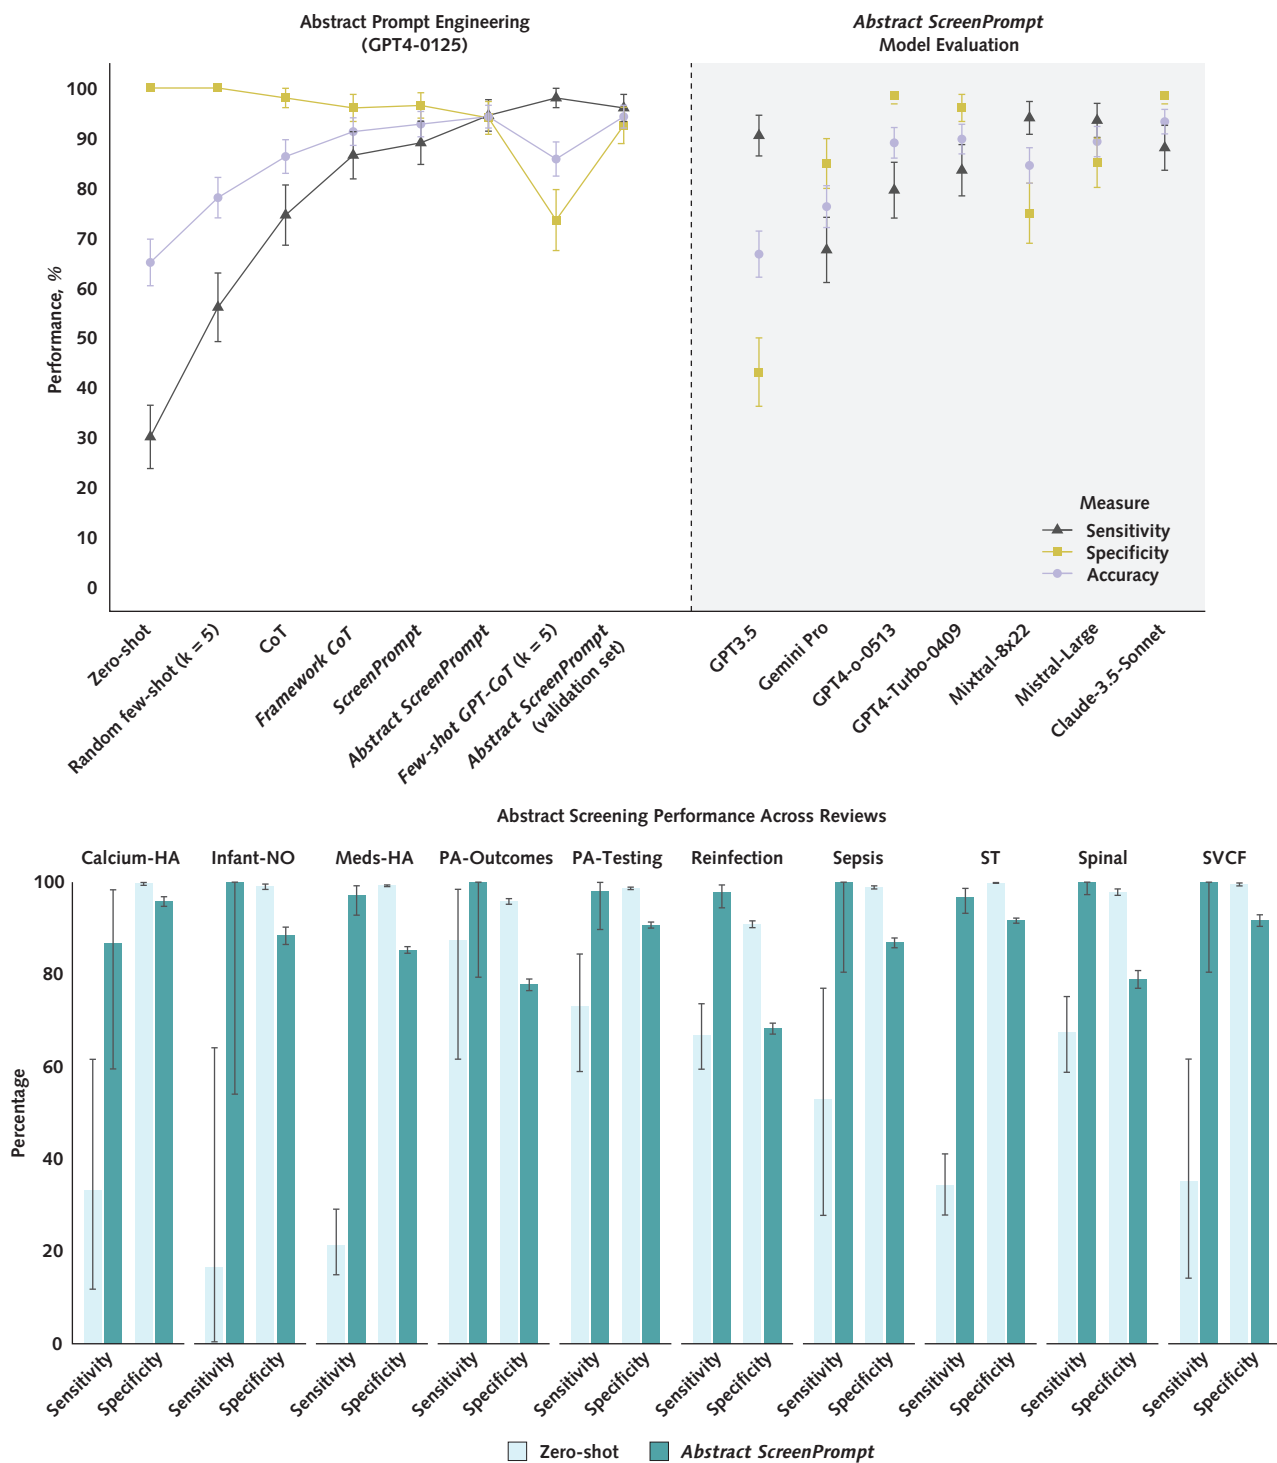 Abstract Prompt Engineering
(GPT4-0125)
Abstract ScreenPrompt
Model Evaluation
Performance, %
100
90
80
70
60
50
40
30
20
10
0
Measure
Sensitivity
Specificity
Accuracy
Zero-shot
Random few-shot (k = 5)
CoT
Framework CoT
ScreenPrompt
Abstract ScreenPrompt
Few-shot GPT-CoT (k = 5)
Abstract ScreenPrompt
(validation set)
GPT3.5
Gemini Pro
GPT4-o-0513
GPT4-Turbo-0409
Mixtral-8x22
Mistral-Large
Claude-3.5-Sonnet
Abstract Screening Performance Across Reviews
Calcium-HA
Infant-NO
Meds-HA
PA-Outcomes
PA-Testing
Reinfection
Sepsis
ST
Spinal
SVCF
Percentage
100
80
60
40
20
0
Sensitivity
Specificity
Sensitivity
Specificity
Sensitivity
Specificity
Sensitivity
Specificity
Sensitivity
Specificity
Sensitivity
Specificity
Sensitivity
Specificity
Sensitivity
Specificity
Sensitivity
Specificity
Sensitivity
Specificity
Zero-shot
Abstract ScreenPrompt